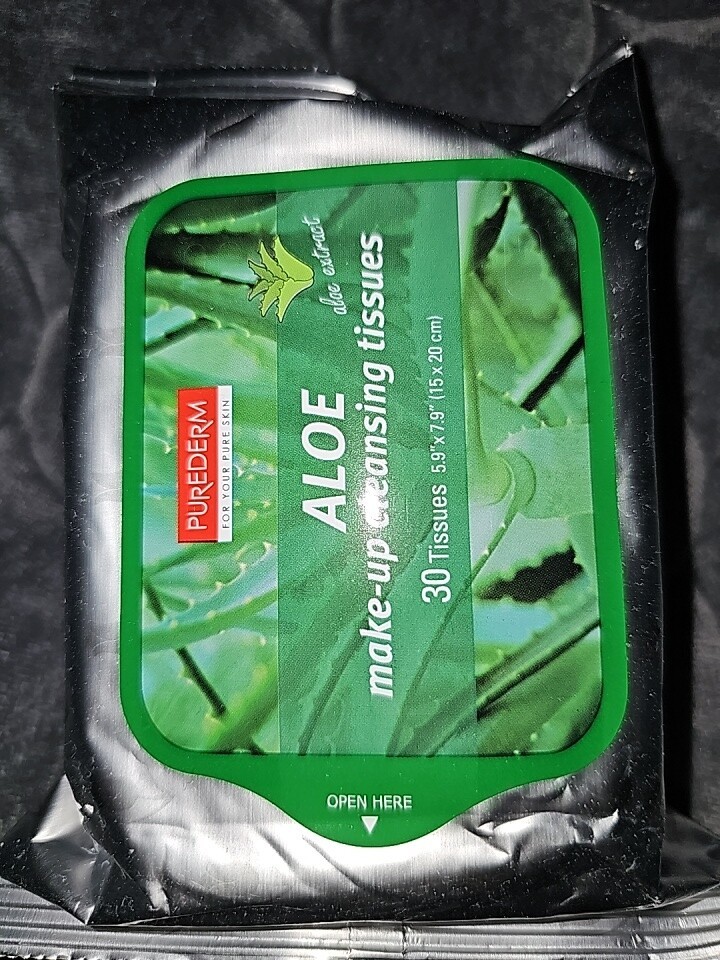 PUREDERM
FOR YOUR PURE SKIN
aloe extract
ALOE
make-up cleansing tissues
30 Tissues 5.9"x 7.9" (15 x 20 cm)
OPEN HERE